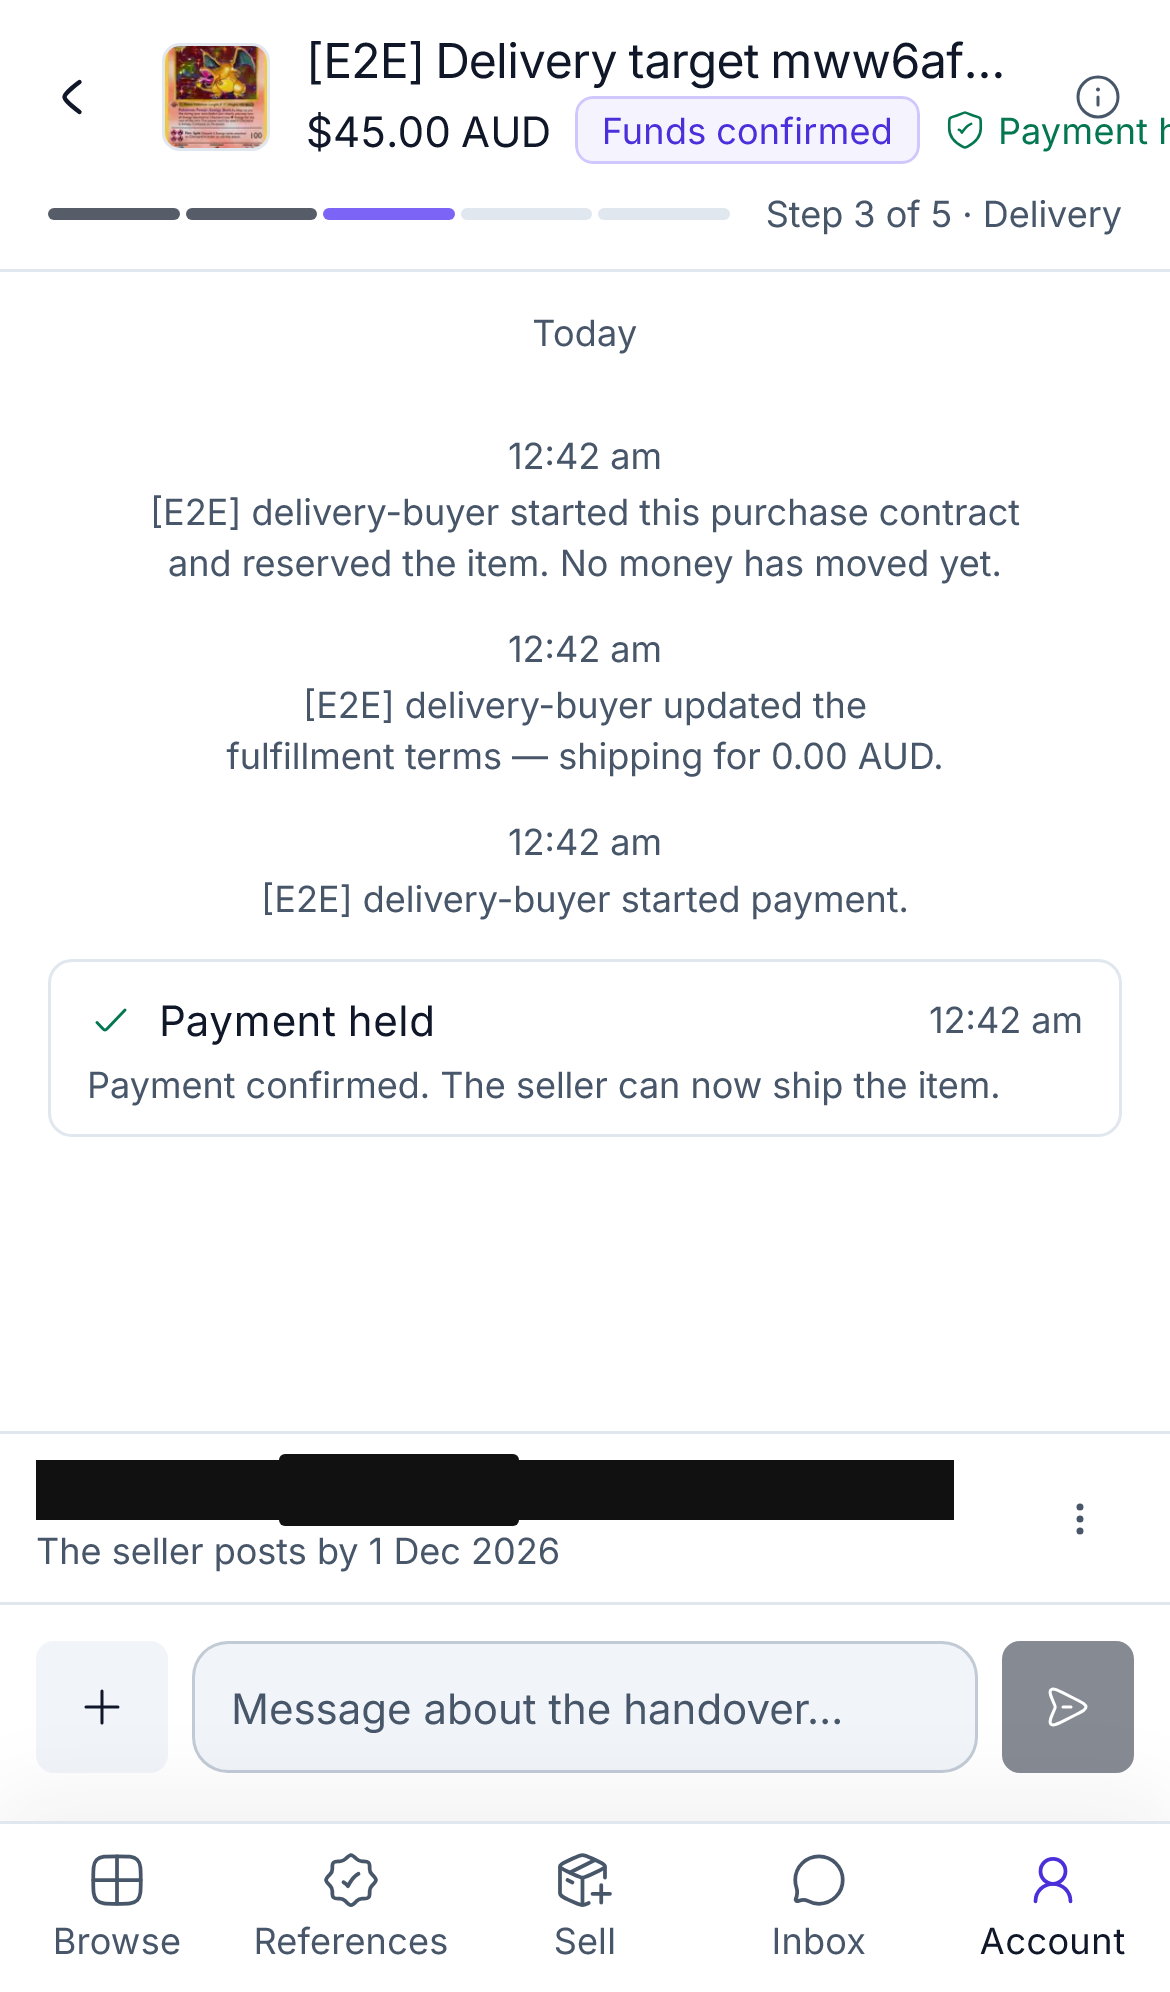 [E2E] Delivery target mww6af...
$45.00 AUD Funds confirmed Payment
Step 3 of 5 · Delivery
Today
12:42 am
[E2E] delivery-buyer started this purchase contract
and reserved the item. No money has moved yet.
12:42 am
[E2E] delivery-buyer updated the
fulfillment terms — shipping for 0.00 AUD.
12:42 am
[E2E] delivery-buyer started payment.
Payment held 12:42 am
Payment confirmed. The seller can now ship the item.
The seller posts by 1 Dec 2026
Message about the handover...
Browse References Sell Inbox Account